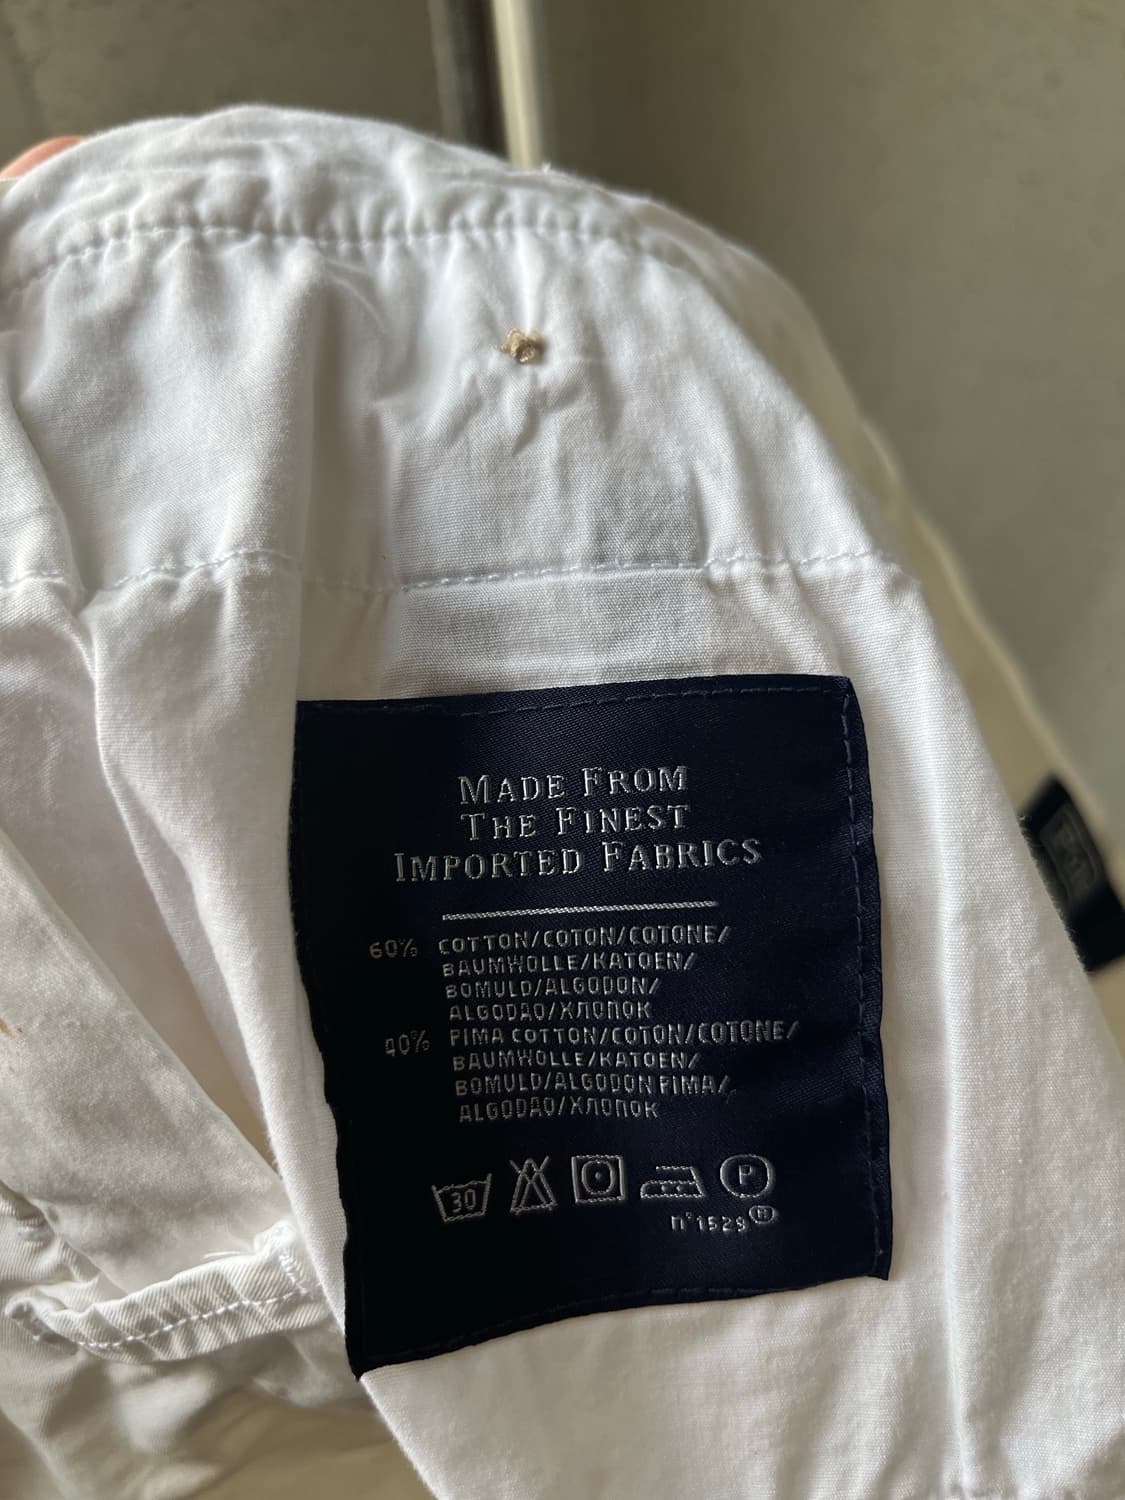 MADE FROM
THE FINEST
IMPORTED FABRICS
60% COTTON/COTON/COTONE/
BAUMWOLLE/KATOEN/
BOMULD/ALGODON/
ALGODAO/ХЛОПОК
40% PIMA COTTON/COTON/COTONE/
BAUMWOLLE/KATOEN/
BOMULD/ALGODON PIMA/
ALGODAO/ХЛОПОК
30 P
n°1529 H